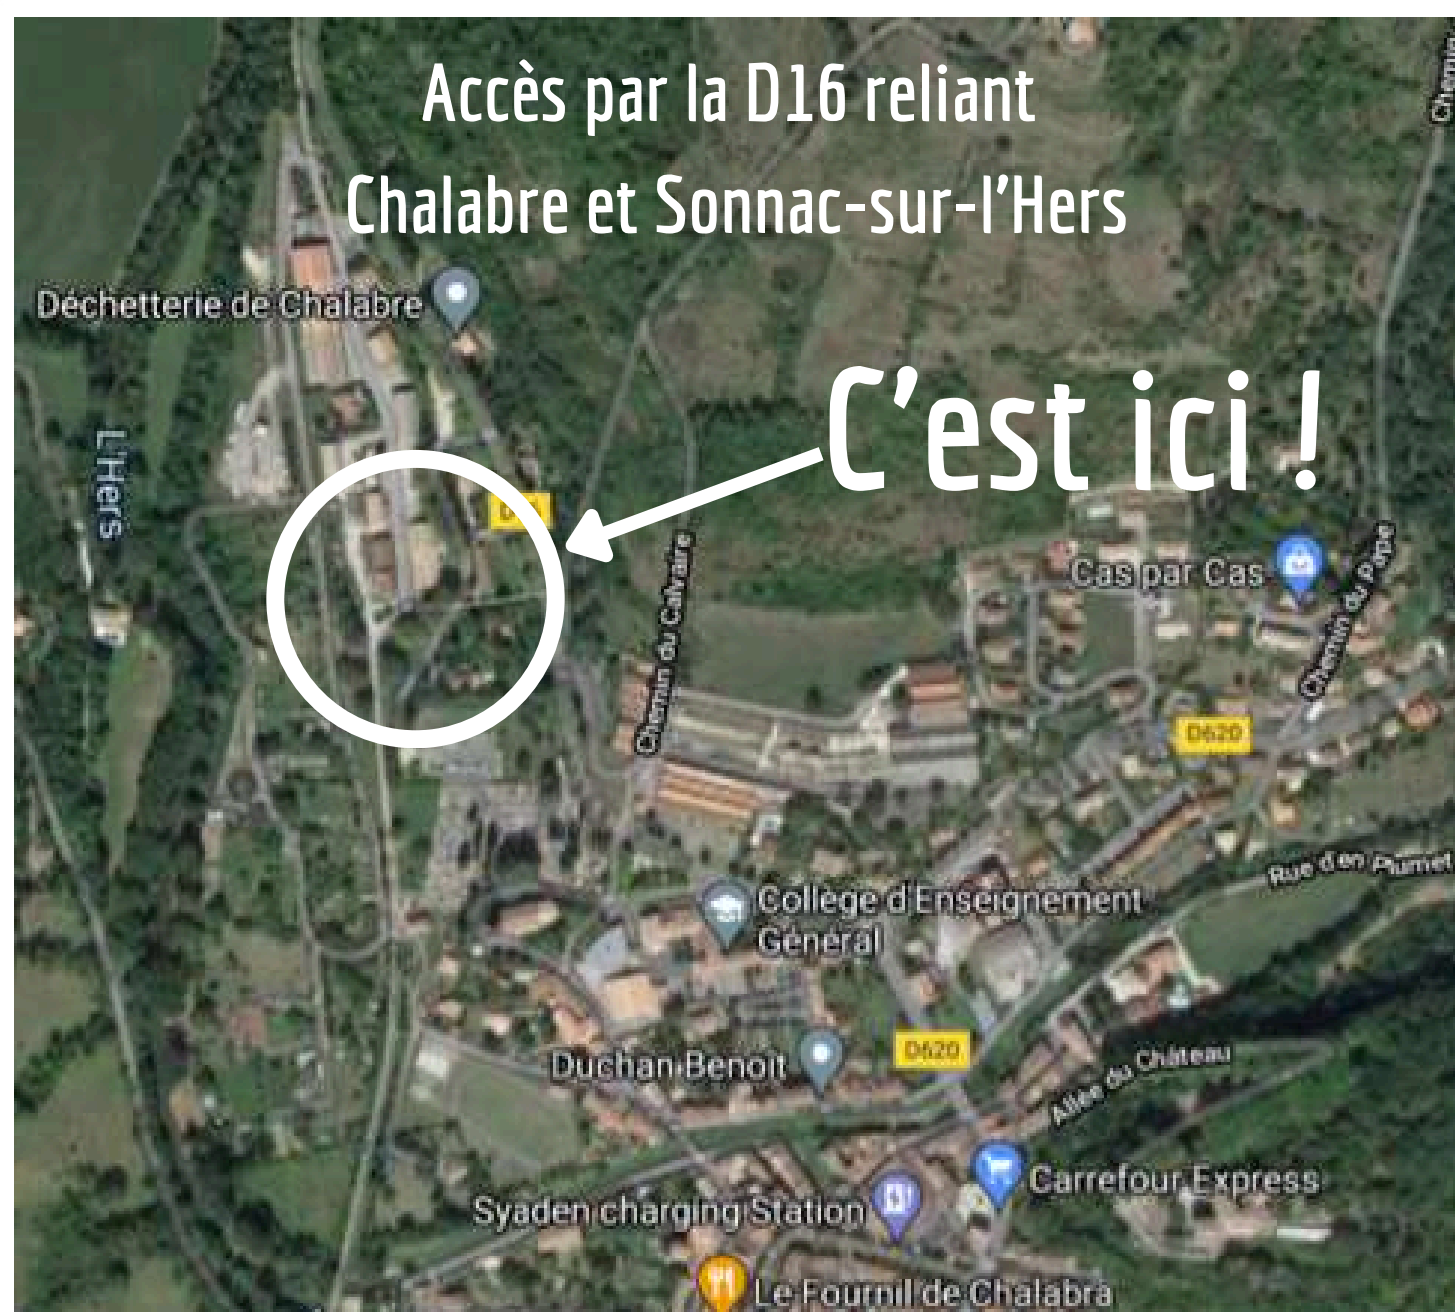 Accès par la D16 reliant
Chalabre et Sonnac-sur-l'Hers
Déchetterie de Chalabre
C'est ici !
L'Hers
Cas par Cas
Chemin du Calvaire
Chemin du Pape
D620
Rue d'en Plumet
Collège d'Enseignement
Général
Duchan Benoit
D620
Allée du Château
Carrefour Express
Syaden charging Station
Le Fournil de Chalabra